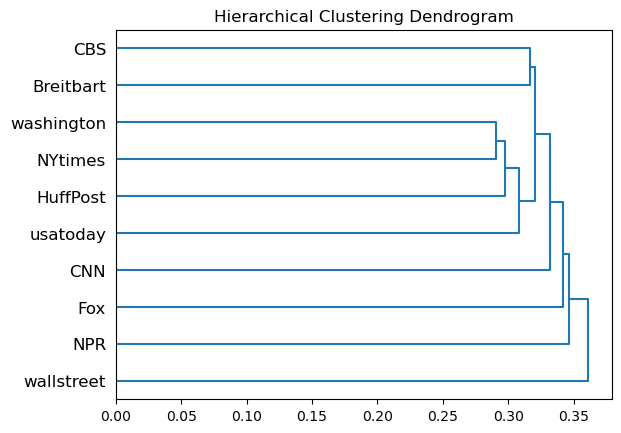 Hierarchical Clustering Dendrogram
CBS
Breitbart
washington
NYtimes
HuffPost
usatoday
CNN
Fox
NPR
wallstreet
0.00 0.05 0.10 0.15 0.20 0.25 0.30 0.35